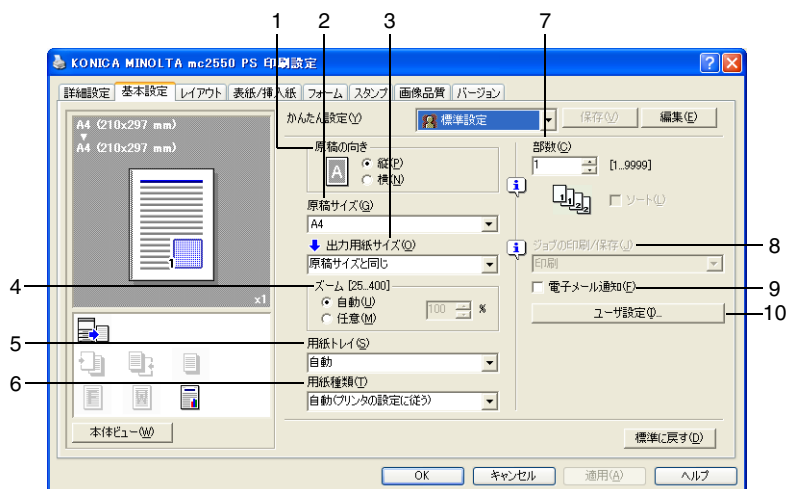 1 2 3 7
KONICA MINOLTA mc2550 PS 印刷設定
詳細設定 基本設定 レイアウト 表紙/挿入紙 フォーム スタンプ 画像品質 バージョン
A4 (210x297 mm)
A4 (210x297 mm)
1
x1
本体ビュー(W)
かんたん設定(Y) 標準設定 保存(V) 編集(E)
原稿の向き
A
縦(P)
横(N)
原稿サイズ(G)
A4
出力用紙サイズ(O)
原稿サイズと同じ
4
ズーム [25..400]
自動(U)
任意(M)
100 %
5
用紙トレイ(S)
自動
6
用紙種類(T)
自動(プリンタの設定に従う)
部数(C)
1 [1..9999]
1 1 2 2
ソート(L)
ジョブの印刷/保存(J)
8
印刷
電子メール通知(F)
9
ユーザ設定(I)...
10
標準に戻す(D)
OK キャンセル 適用(A) ヘルプ